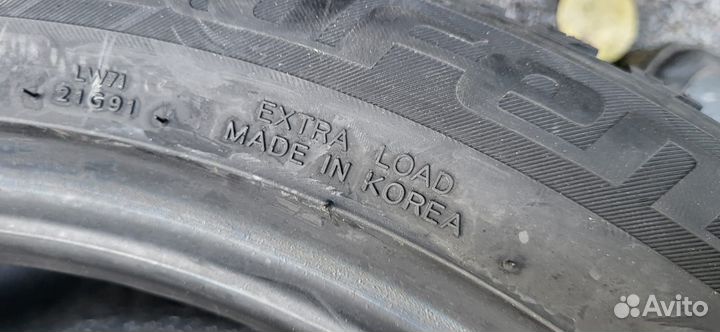 LW71
21G91
EXTRA LOAD
MADE IN KOREA
Avito